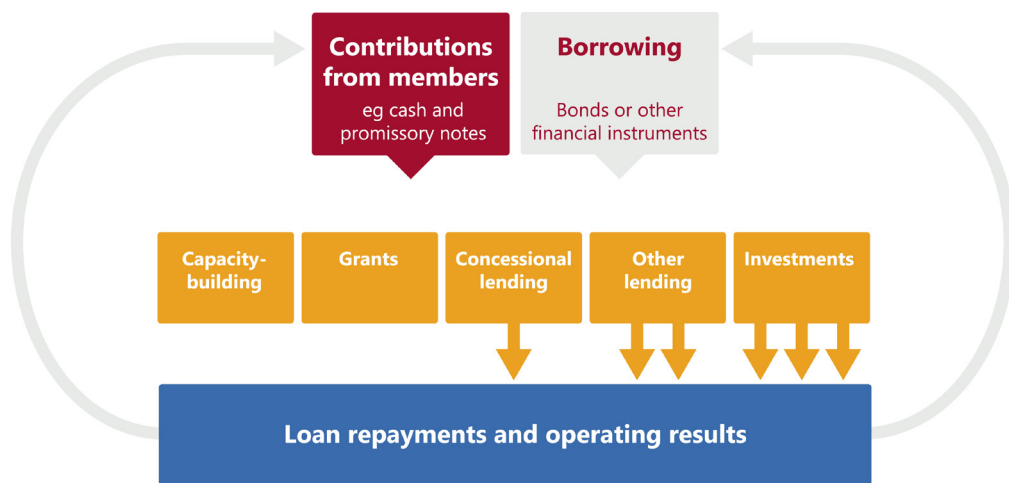 Contributions
from members
eg cash and
promissory notes
Borrowing
Bonds or other
financial instruments
Capacity-
building
Grants
Concessional
lending
Other
lending
Investments
Loan repayments and operating results